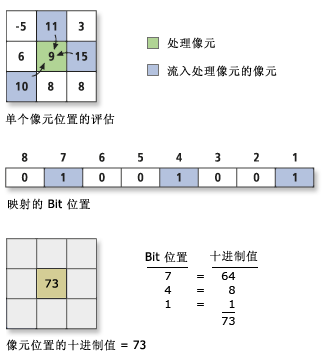 -5 11 3
处理像元
6 9 15
流入处理像元的像元
10 8 8
单个像元位置的评估
8 7 6 5 4 3 2 1
0 1 0 0 1 0 0 1
映射的 Bit 位置
Bit 位置 十进制值
7 = 64
4 = 8
1 = 1
73
73
像元位置的十进制值 = 73